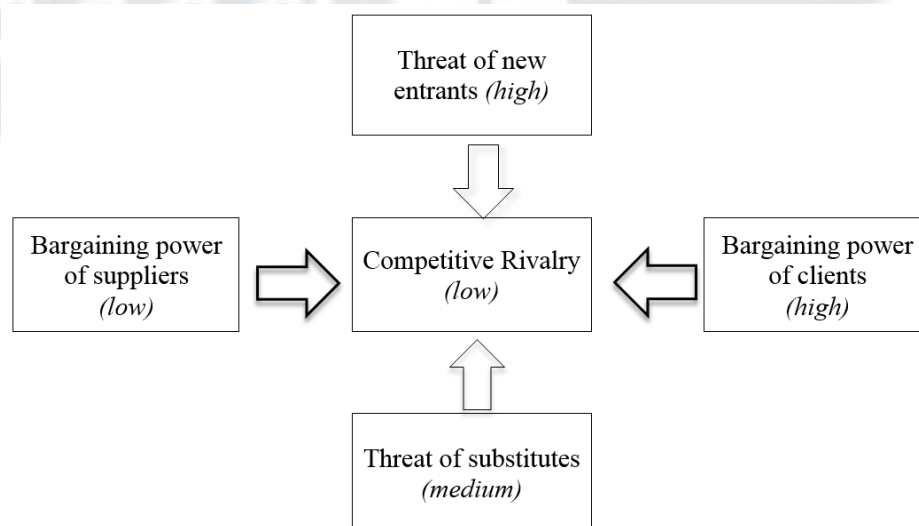 Threat of new
entrants (high)
Bargaining power
of suppliers
(low)
Competitive Rivalry
(low)
Bargaining power
of clients
(high)
Threat of substitutes
(medium)